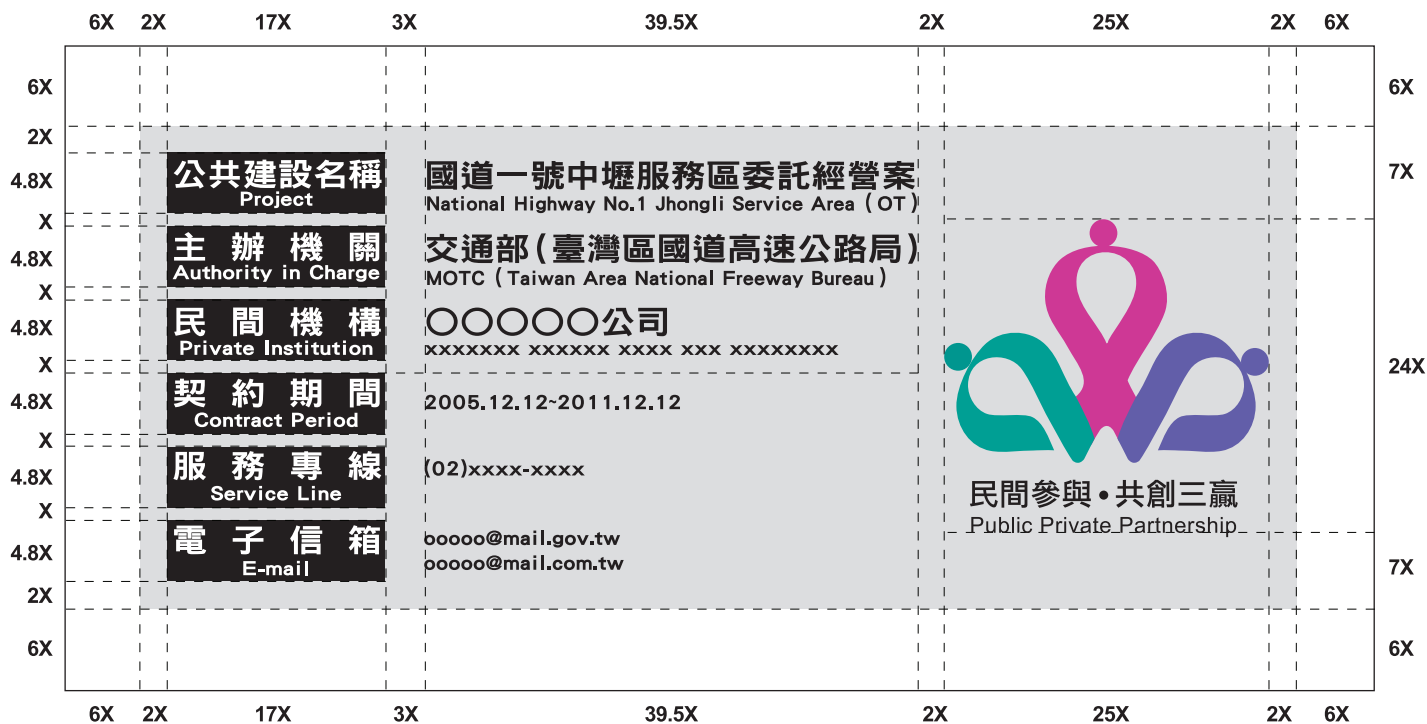 6X 2X 17X 3X 39.5X 2X 25X 2X 6X
6X 6X
2X
4.8X 7X
公共建設名稱 國道一號中壢服務區委託經營案
Project National Highway No.1 Jhongli Service Area (OT)
X
4.8X
主辦機關 交通部(臺灣區國道高速公路局)
Authority in Charge MOTC (Taiwan Area National Freeway Bureau)
X
4.8X
民間機構 〇〇〇〇〇公司
Private Institution xxxxxxx xxxxxx xxxx xxx xxxxxxxx
X 24X
4.8X
契約期間 2005.12.12~2011.12.12
Contract Period
X
4.8X
服務專線 (02)xxxx-xxxx
Service Line
民間參與•共創三贏
Public Private Partnership
X
4.8X
電子信箱 ooooo@mail.gov.tw
E-mail ooooo@mail.com.tw
7X
2X
6X 6X
6X 2X 17X 3X 39.5X 2X 25X 2X 6X